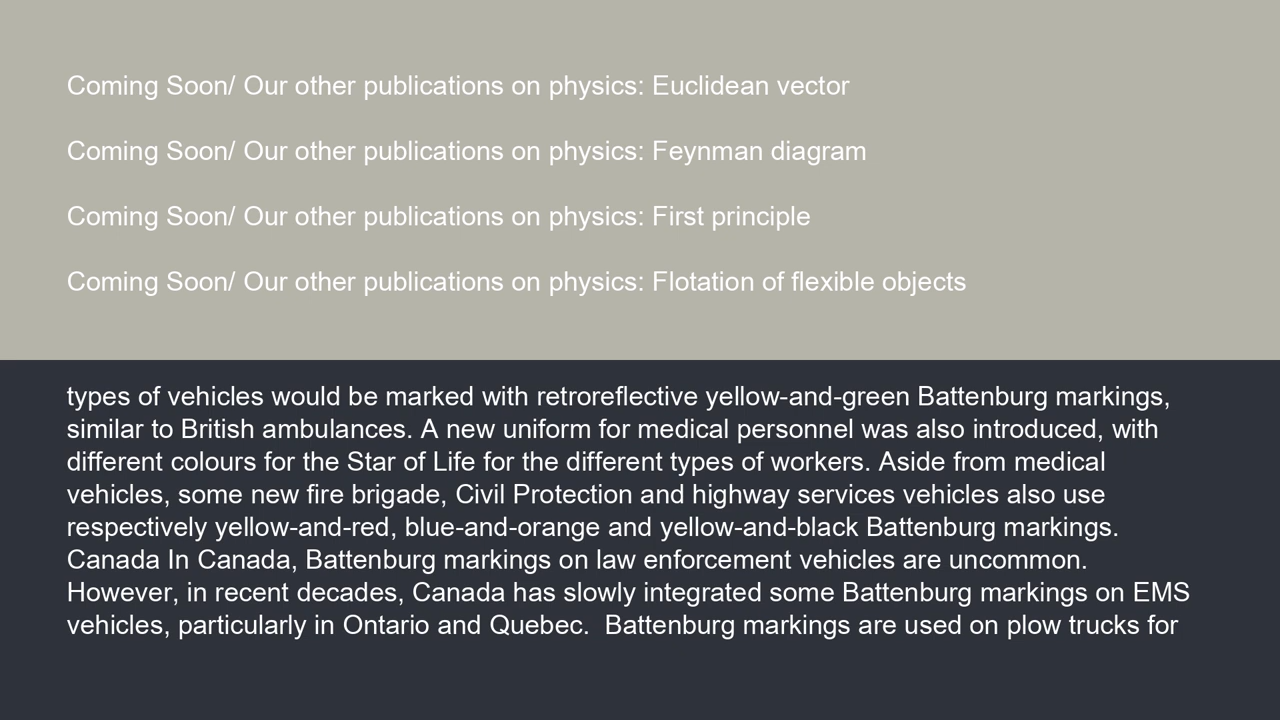 Coming Soon/ Our other publications on physics: Euclidean vector
Coming Soon/ Our other publications on physics: Feynman diagram
Coming Soon/ Our other publications on physics: First principle
Coming Soon/ Our other publications on physics: Flotation of flexible objects
types of vehicles would be marked with retroreflective yellow-and-green Battenburg markings,
similar to British ambulances. A new uniform for medical personnel was also introduced, with
different colours for the Star of Life for the different types of workers. Aside from medical
vehicles, some new fire brigade, Civil Protection and highway services vehicles also use
respectively yellow-and-red, blue-and-orange and yellow-and-black Battenburg markings.
Canada In Canada, Battenburg markings on law enforcement vehicles are uncommon.
However, in recent decades, Canada has slowly integrated some Battenburg markings on EMS
vehicles, particularly in Ontario and Quebec.  Battenburg markings are used on plow trucks for